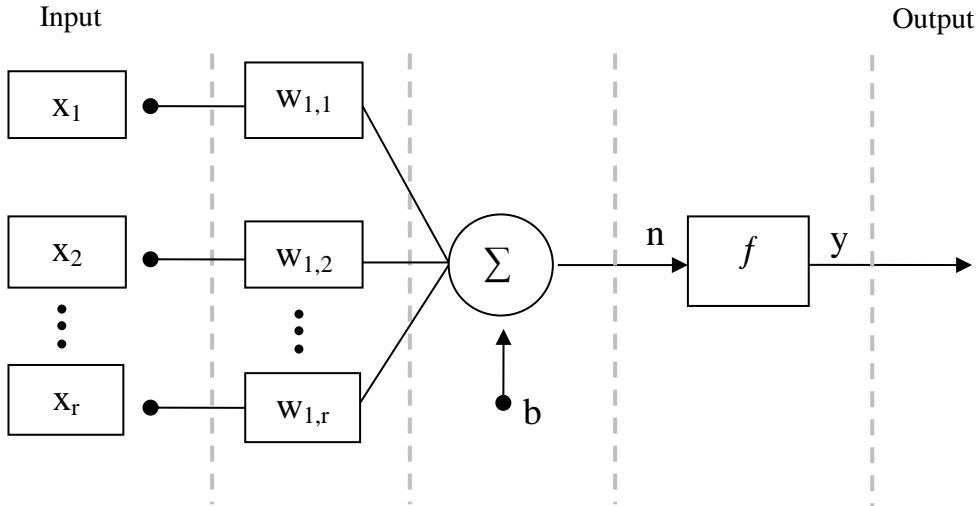 Input
Output
x₁
w₁,₁
x₂
w₁,₂
Σ
n
f
y
xᵣ
w₁,ᵣ
b